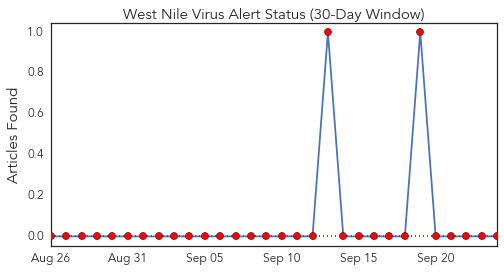 West Nile Virus Alert Status (30-Day Window)
Articles Found
1.0
0.8
0.6
0.4
0.2
0.0
Aug 26 Aug 31 Sep 05 Sep 10 Sep 15 Sep 20